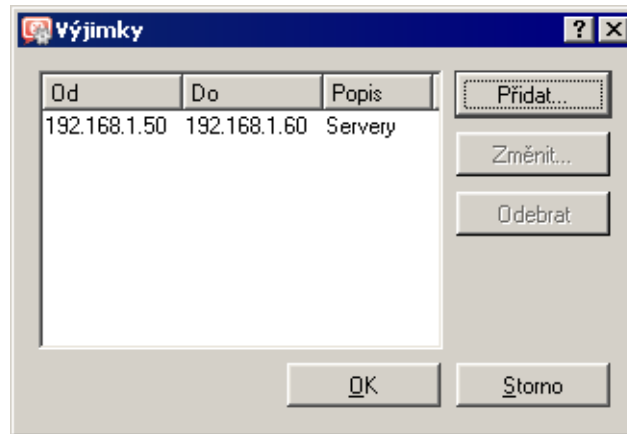 Výjimky
Od Do Popis
192.168.1.50 192.168.1.60 Servery
Přidat...
Změnit...
Odebrat
OK Storno